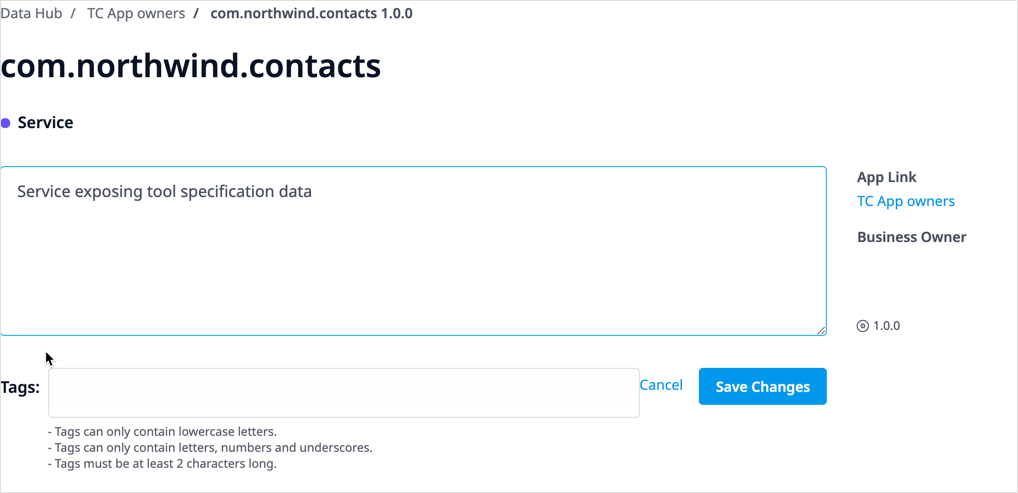 Data Hub / TC App owners / com.northwind.contacts 1.0.0
com.northwind.contacts
Service
Service exposing tool specification data
App Link
TC App owners
Business Owner
1.0.0
Tags:
Cancel
Save Changes
- Tags can only contain lowercase letters.
- Tags can only contain letters, numbers and underscores.
- Tags must be at least 2 characters long.